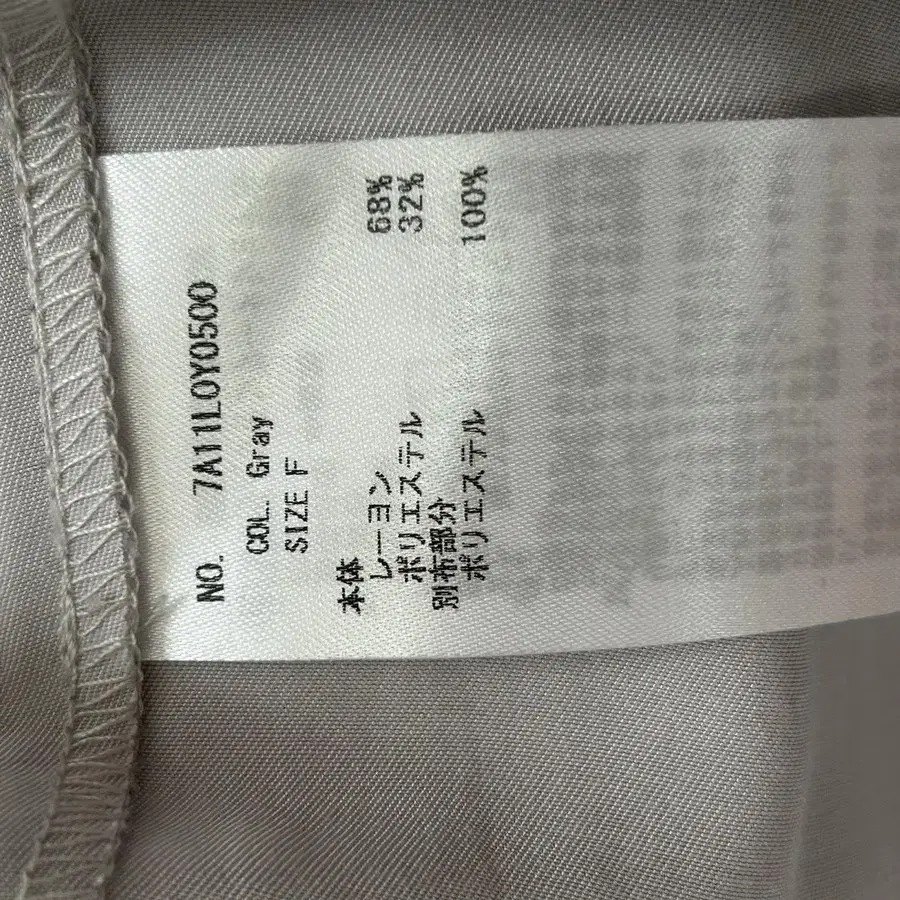 NO. 7A11L0Y0500
COL. Gray
SIZE F
本体
レーヨン 68%
ポリエステル 32%
別布部分
ポリエステル 100%